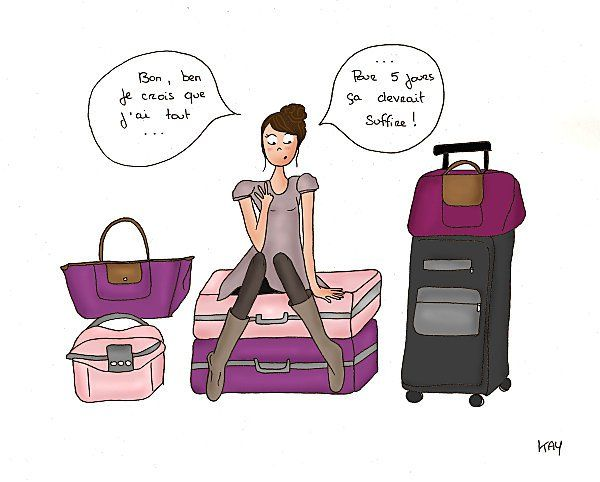 Bon, ben
Je crois que
j'ai tout
...
...
Pour 5 jours
ça devrait
suffire !
KAY